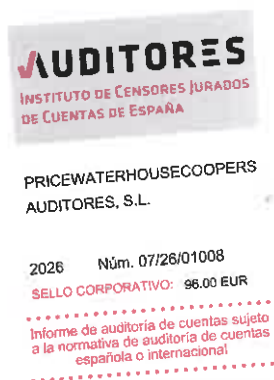 AUDITORES
INSTITUTO DE CENSORES JURADOS
DE CUENTAS DE ESPAÑA
PRICEWATERHOUSECOOPERS
AUDITORES, S.L.
2026 Núm. 07/26/01008
SELLO CORPORATIVO: 96.00 EUR
Informe de auditoría de cuentas sujeto
a la normativa de auditoría de cuentas
española o internacional